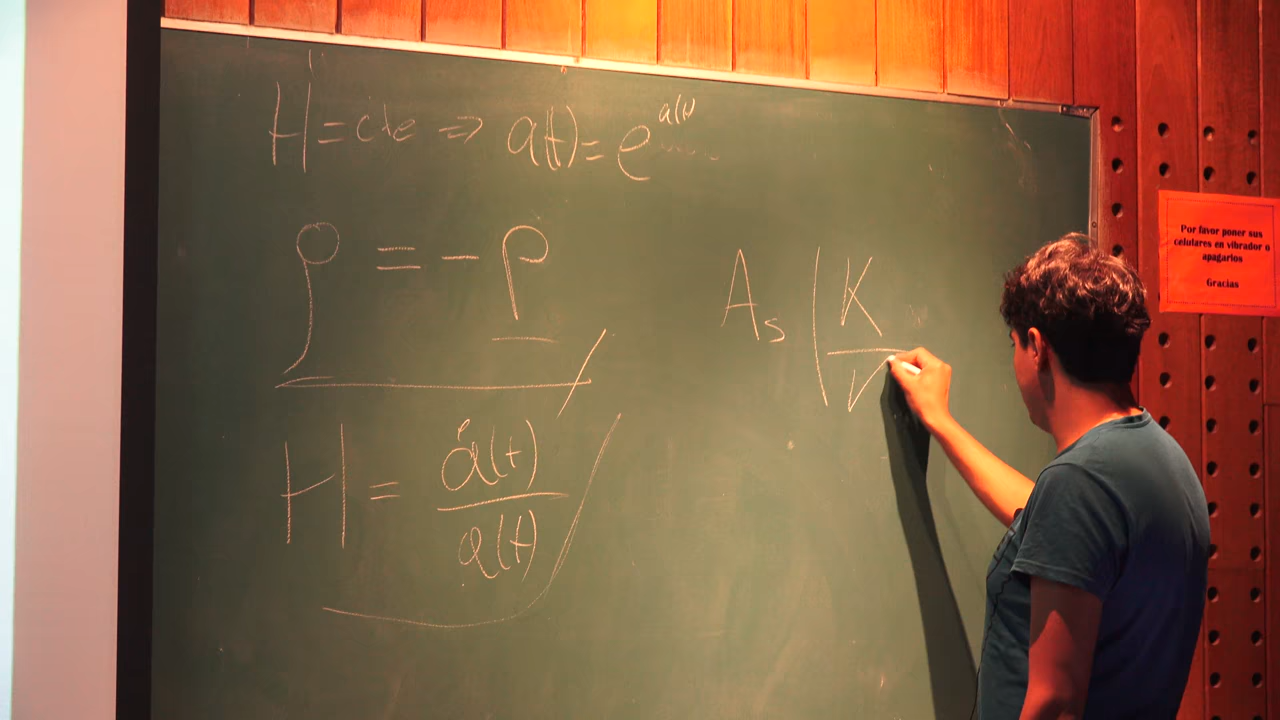 H = cte ⇒ a(t) = e^a(t)
ρ = - p
H = ȧ(t) / a(t)
A_s ( K / V
Por favor poner sus
celulares en vibrador o
apagarlos
Gracias